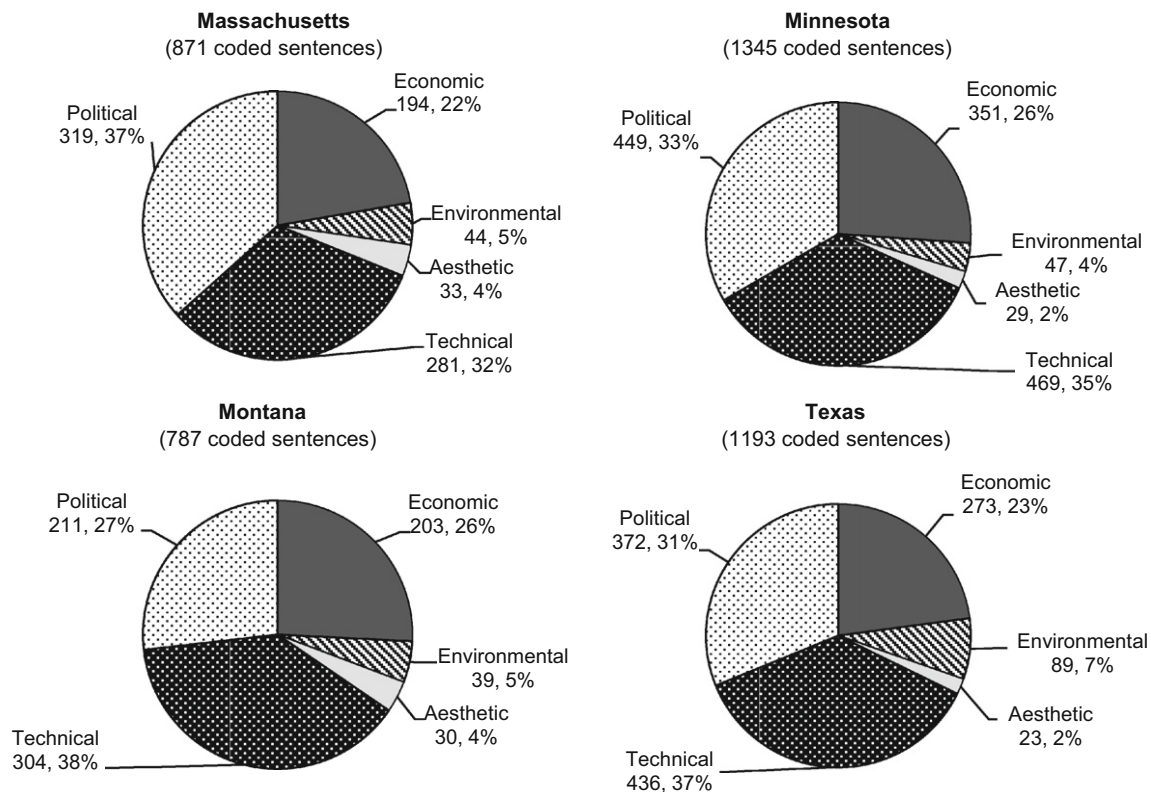 Massachusetts
(871 coded sentences)
Political
319, 37%
Economic
194, 22%
Environmental
44, 5%
Aesthetic
33, 4%
Technical
281, 32%
Minnesota
(1345 coded sentences)
Political
449, 33%
Economic
351, 26%
Environmental
47, 4%
Aesthetic
29, 2%
Technical
469, 35%
Montana
(787 coded sentences)
Political
211, 27%
Economic
203, 26%
Environmental
39, 5%
Aesthetic
30, 4%
Technical
304, 38%
Texas
(1193 coded sentences)
Political
372, 31%
Economic
273, 23%
Environmental
89, 7%
Aesthetic
23, 2%
Technical
436, 37%